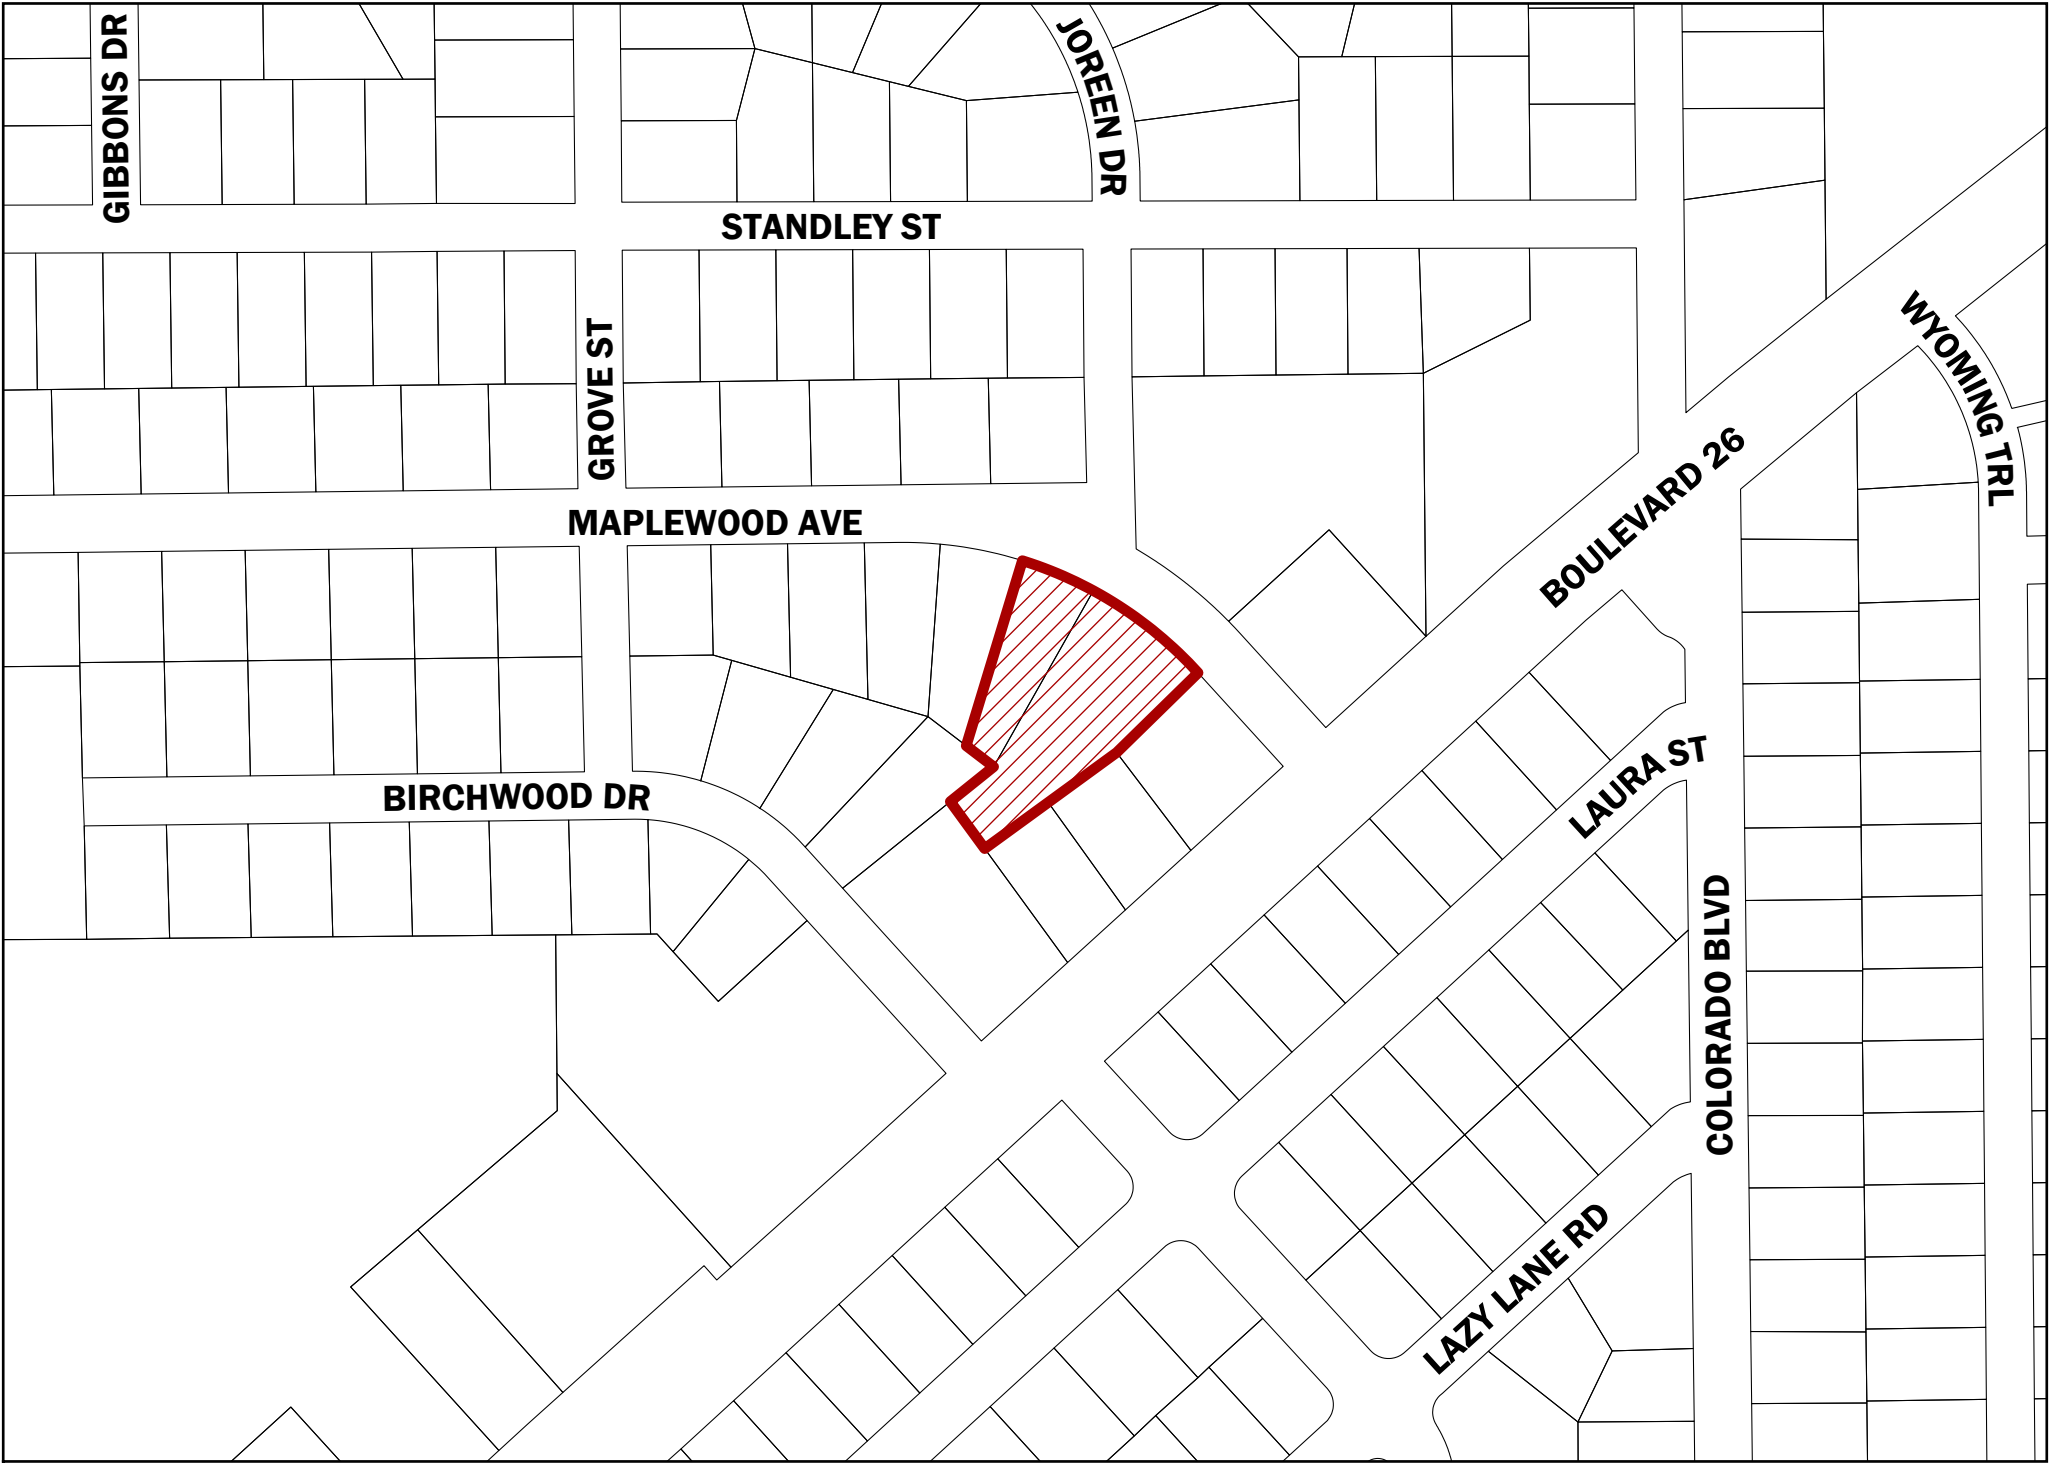 GIBBONS DR
JOREEN DR
STANDLEY ST
GROVE ST
WYOMING TRL
MAPLEWOOD AVE
BOULEVARD 26
BIRCHWOOD DR
LAURA ST
COLORADO BLVD
LAZY LANE RD